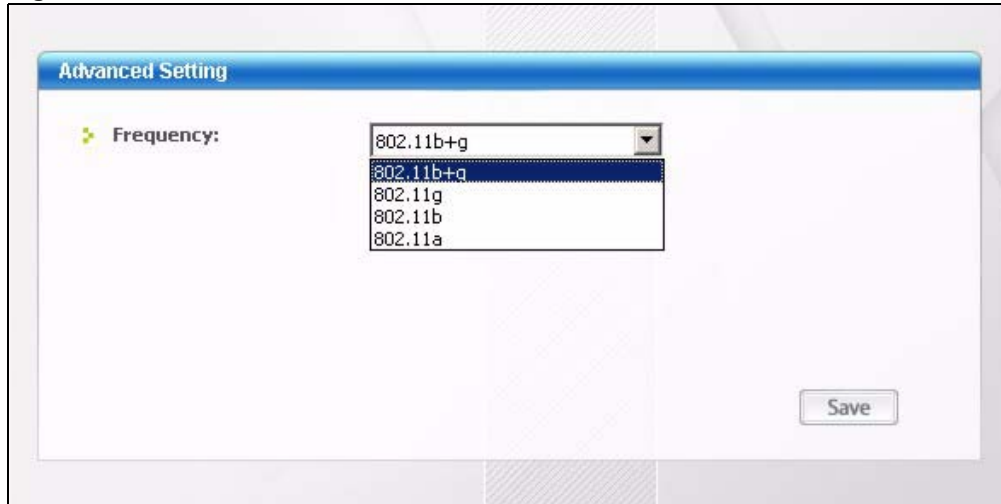 Advanced Setting
Frequency: 802.11b+g
802.11b+g
802.11g
802.11b
802.11a
Save